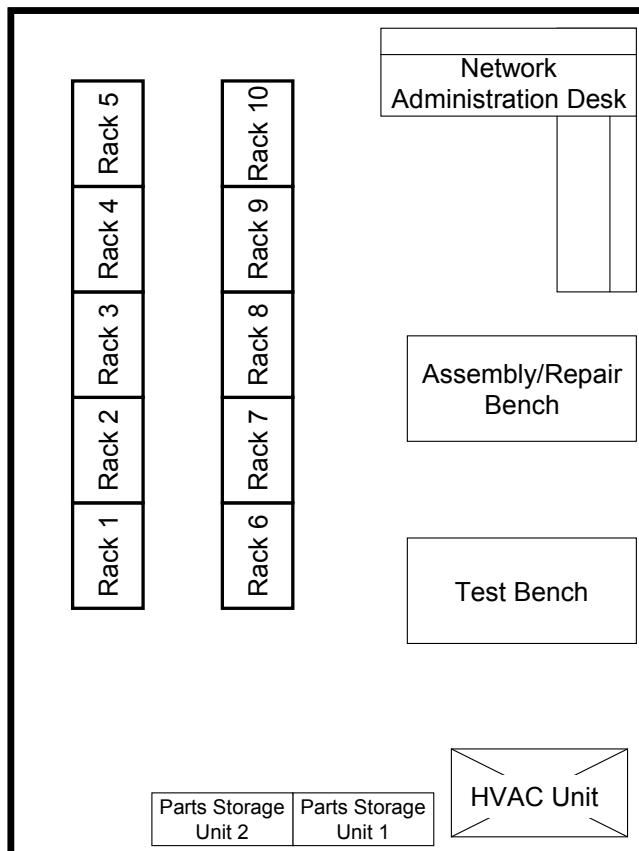 Network
Administration Desk
Rack 5
Rack 10
Rack 4
Rack 9
Rack 3
Rack 8
Assembly/Repair
Bench
Rack 2
Rack 7
Rack 1
Rack 6
Test Bench
HVAC Unit
Parts Storage
Unit 2
Parts Storage
Unit 1